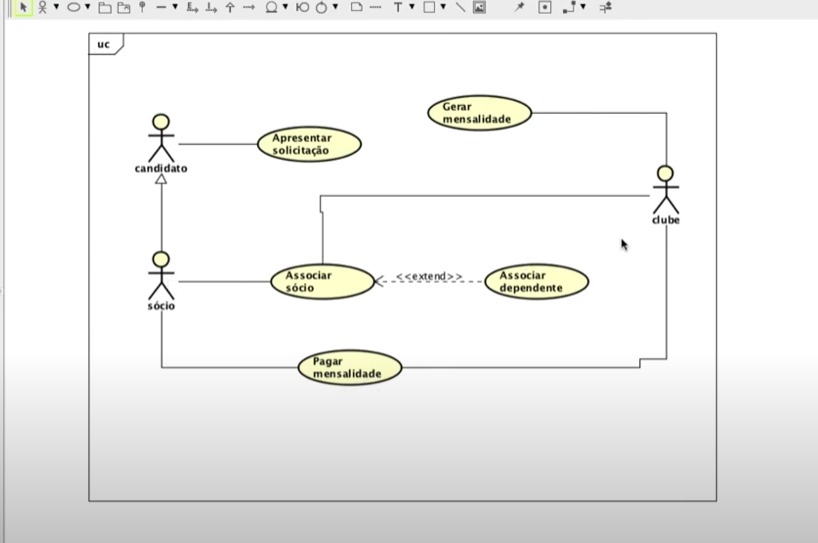 uc
Gerar
mensalidade
Apresentar
solicitação
candidato
clube
Associar
sócio
<<extend>>
Associar
dependente
sócio
Pagar
mensalidade